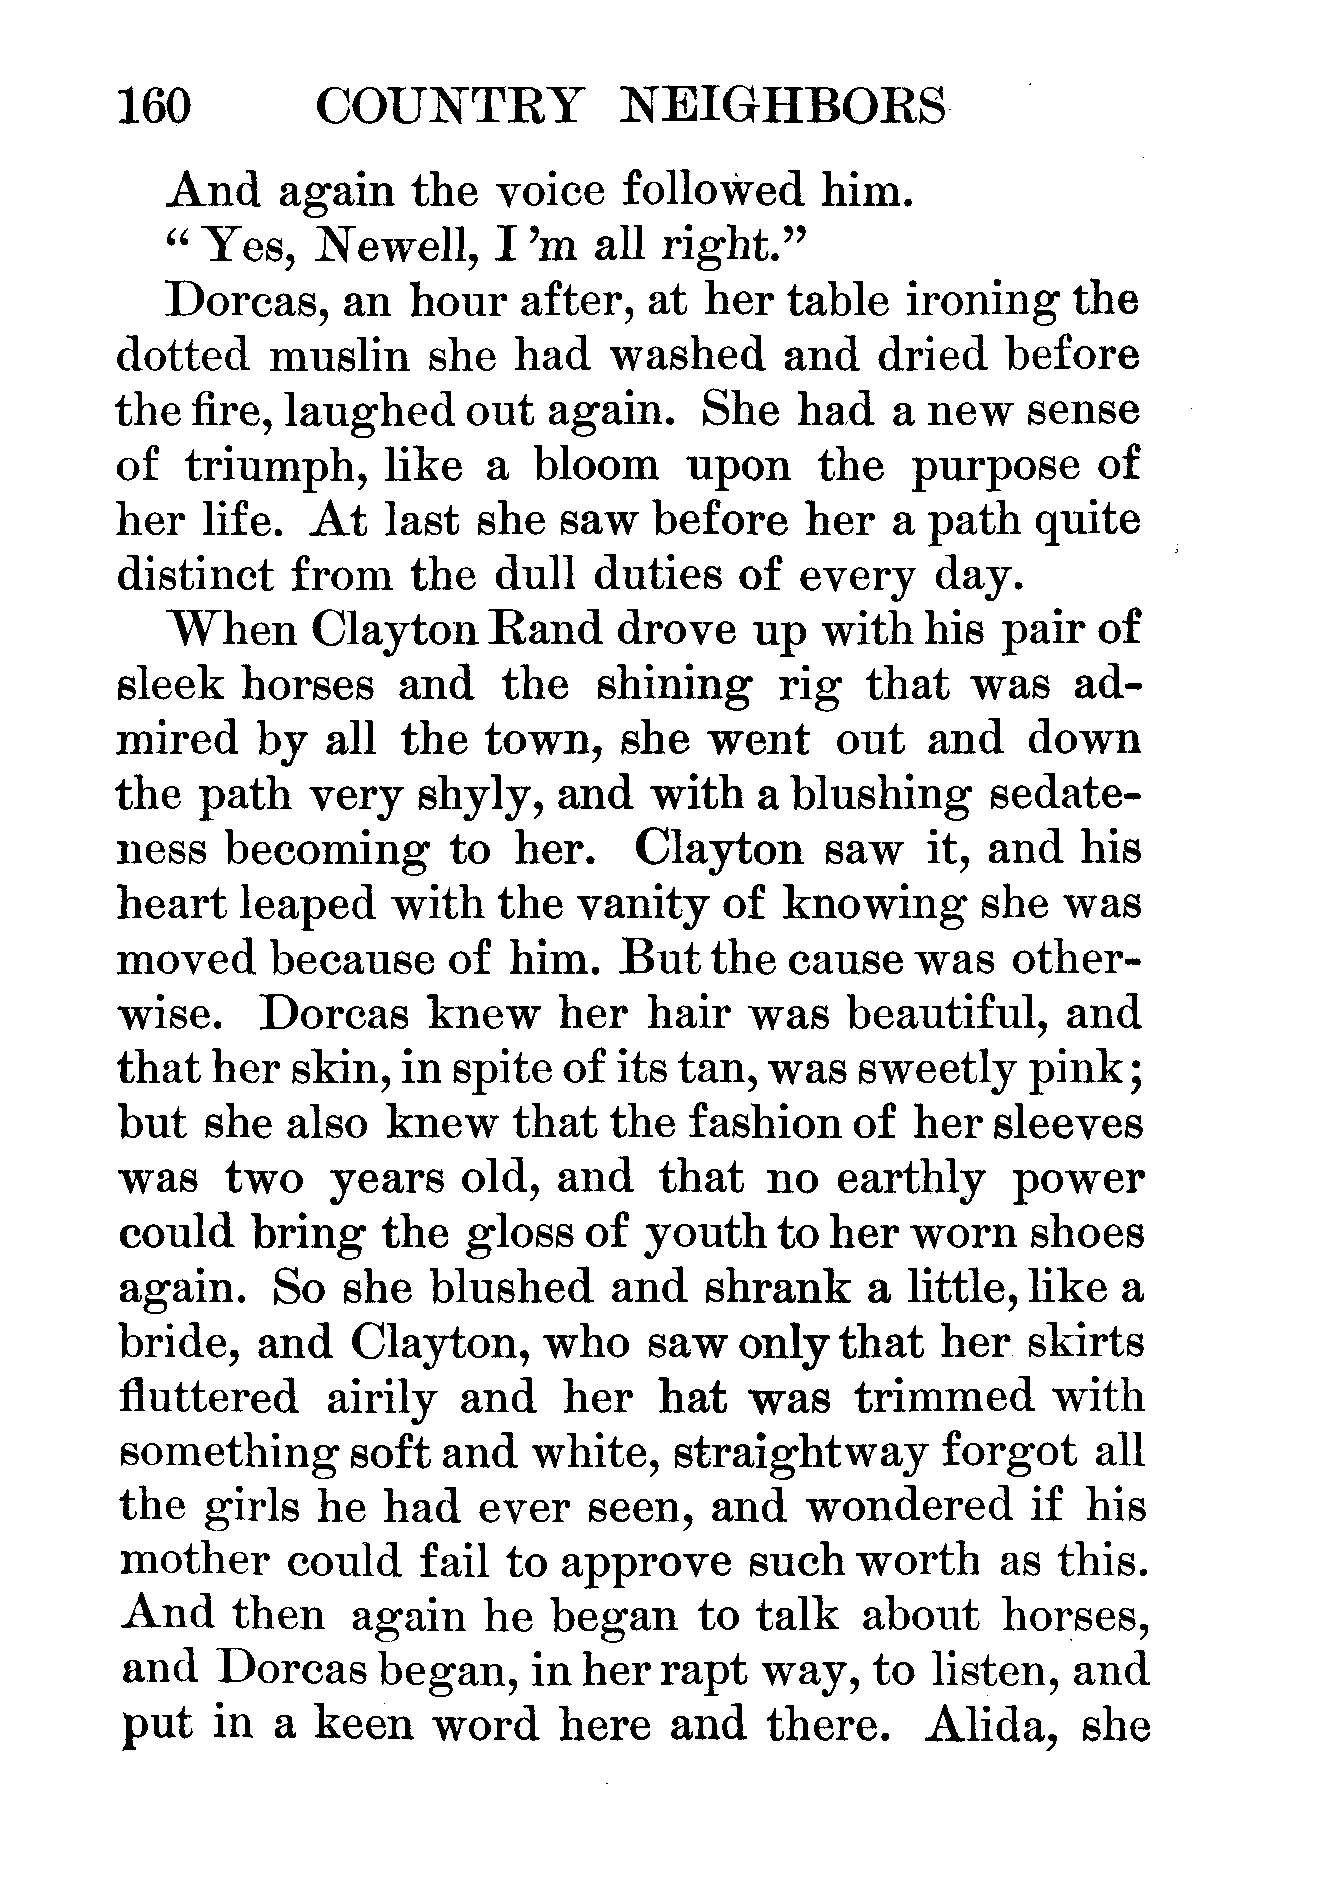 160 COUNTRY NEIGHBORS
And again the voice followed him.
“Yes, Newell, I 'm all right.”
Dorcas, an hour after, at her table ironing the
dotted muslin she had washed and dried before
the fire, laughed out again. She had a new sense
of triumph, like a bloom upon the purpose of
her life. At last she saw before her a path quite
distinct from the dull duties of every day.
When Clayton Rand drove up with his pair of
sleek horses and the shining rig that was ad-
mired by all the town, she went out and down
the path very shyly, and with a blushing sedate-
ness becoming to her. Clayton saw it, and his
heart leaped with the vanity of knowing she was
moved because of him. But the cause was other-
wise. Dorcas knew her hair was beautiful, and
that her skin, in spite of its tan, was sweetly pink;
but she also knew that the fashion of her sleeves
was two years old, and that no earthly power
could bring the gloss of youth to her worn shoes
again. So she blushed and shrank a little, like a
bride, and Clayton, who saw only that her skirts
fluttered airily and her hat was trimmed with
something soft and white, straightway forgot all
the girls he had ever seen, and wondered if his
mother could fail to approve such worth as this.
And then again he began to talk about horses,
and Dorcas began, in her rapt way, to listen, and
put in a keen word here and there. Alida, she